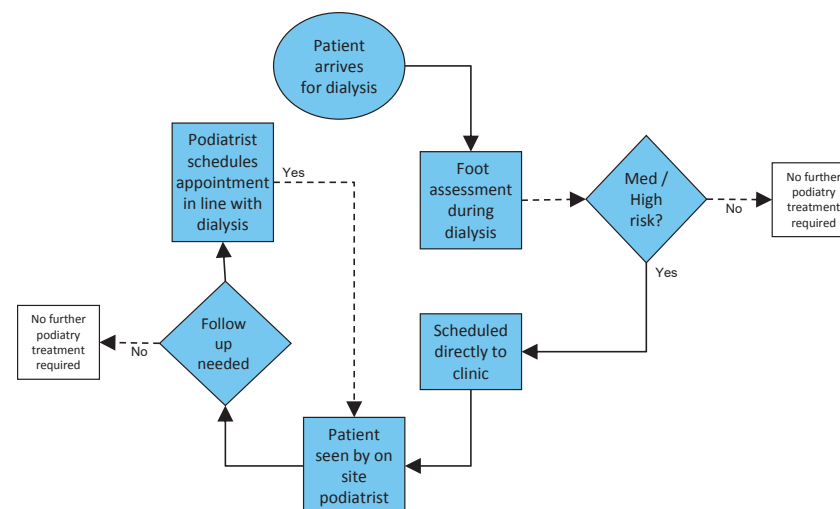 Patient
arrives
for dialysis
Podiatrist
schedules
appointment
in line with
dialysis
Yes
Foot
assessment
during
dialysis
Med /
High
risk?
No
No further
podiatry
treatment
required
Yes
Scheduled
directly to
clinic
Follow
up
needed
No
No further
podiatry
treatment
required
Patient
seen by on
site
podiatrist